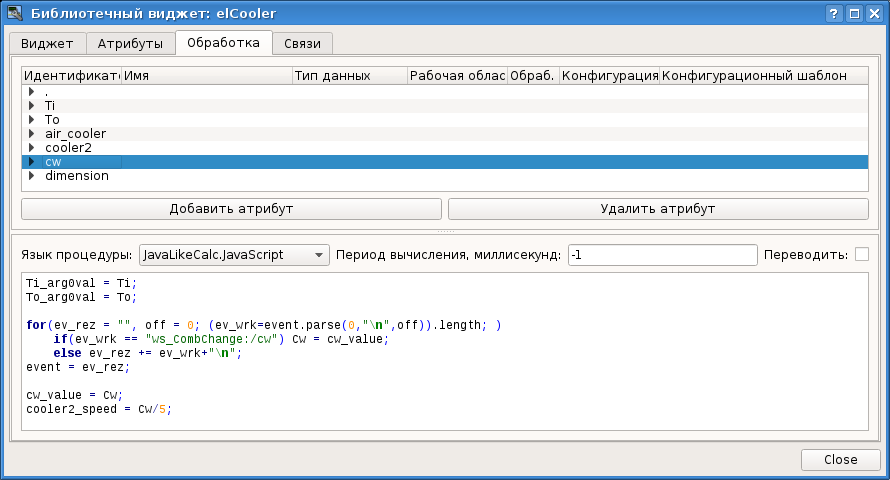 Библиотечный виджет: elCooler
Виджет Атрибуты Обработка Связи
Идентификато Имя Тип данных Рабочая облас Обраб. Конфигурация Конфигурационный шаблон
.
Ti
To
air_cooler
cooler2
cw
dimension
Добавить атрибут Удалить атрибут
Язык процедуры: JavaLikeCalc.JavaScript Период вычисления, миллисекунд: -1 Переводить:
Ti_arg0val = Ti;
To_arg0val = To;
for(ev_rez = "", off = 0; (ev_wrk=event.parse(0,"\n",off)).length; )
if(ev_wrk == "ws_CombChange:/cw") Cw = cw_value;
else ev_rez += ev_wrk+"\n";
event = ev_rez;
cw_value = Cw;
cooler2_speed = Cw/5;
Close